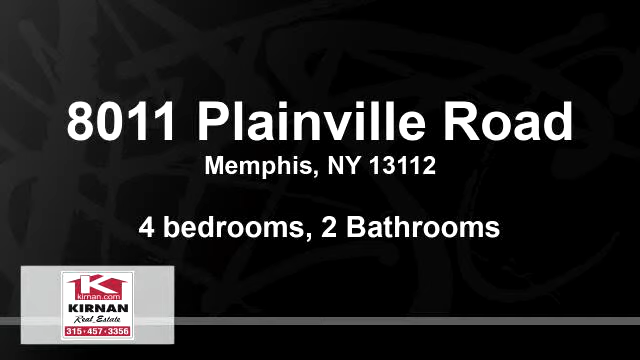 8011 Plainville Road
Memphis, NY 13112
4 bedrooms, 2 Bathrooms
kirnan.com
KIRNAN
Real Estate
315·457·3356